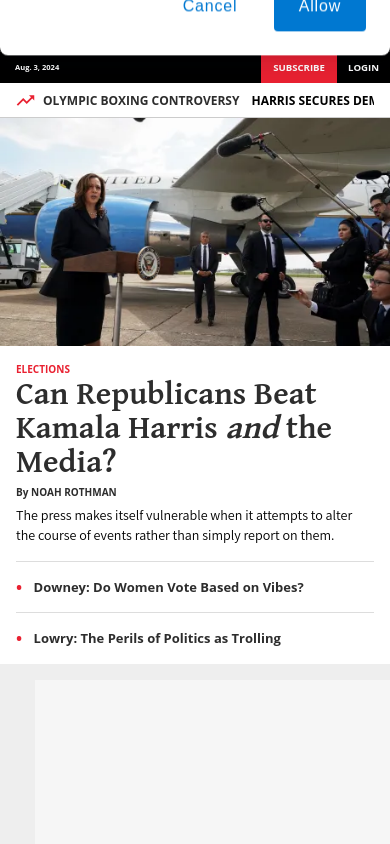 Cancel Allow
Aug. 3, 2024 SUBSCRIBE LOGIN
OLYMPIC BOXING CONTROVERSY HARRIS SECURES DEM
UNITED STATES
ELECTIONS
Can Republicans Beat
Kamala Harris and the
Media?
By NOAH ROTHMAN
The press makes itself vulnerable when it attempts to alter
the course of events rather than simply report on them.
• Downey: Do Women Vote Based on Vibes?
• Lowry: The Perils of Politics as Trolling